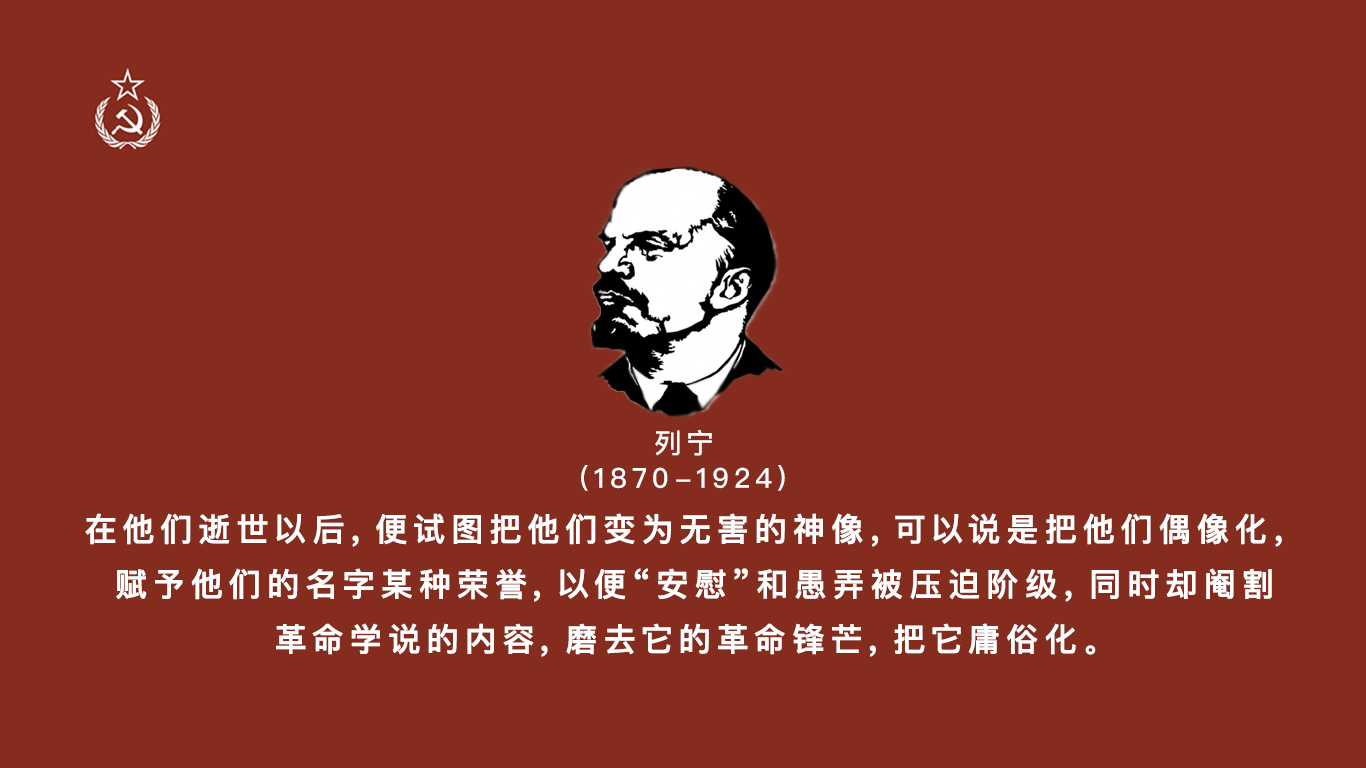 列宁
(1870-1924)
在他们逝世以后,便试图把他们变为无害的神像,可以说是把他们偶像化,
赋予他们的名字某种荣誉,以便“安慰”和愚弄被压迫阶级,同时却阉割
革命学说的内容,磨去它的革命锋芒,把它庸俗化。